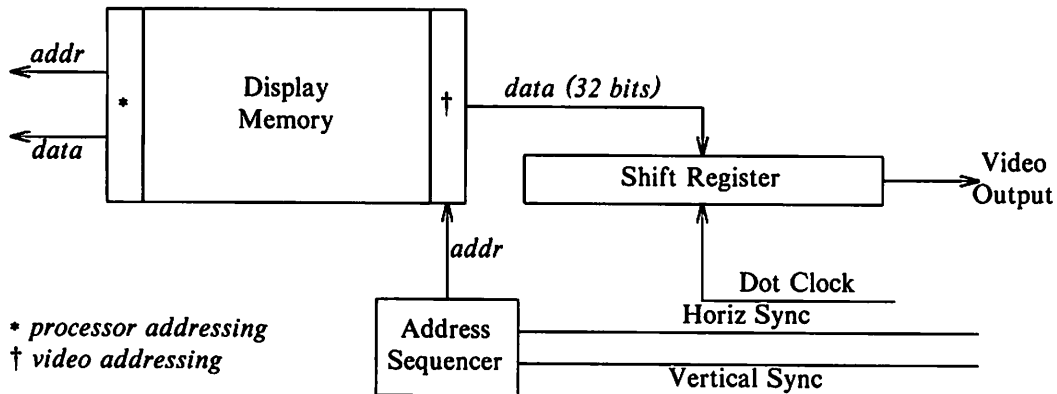 addr
data
*
Display
Memory
†
data (32 bits)
Shift Register
Video
Output
addr
Dot Clock
Horiz Sync
Vertical Sync
Address
Sequencer
* processor addressing
† video addressing